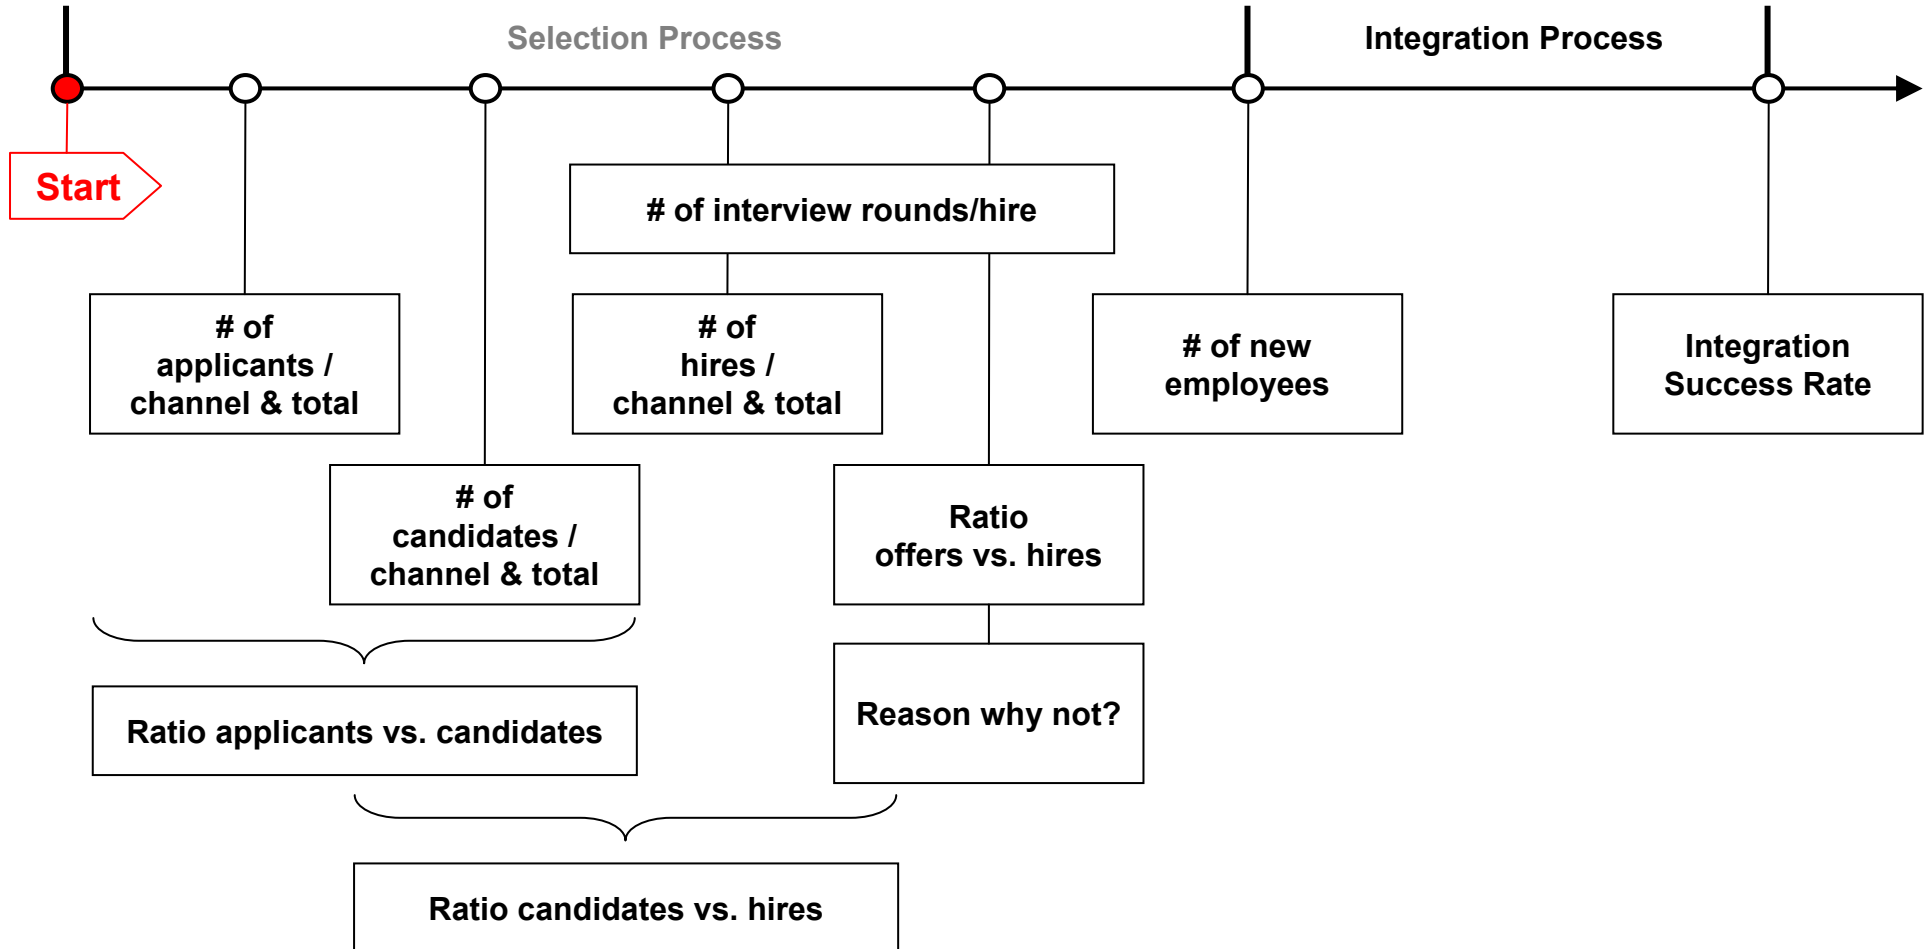 Selection Process
Integration Process
Start
# of interview rounds/hire
# of
applicants /
channel & total
# of
hires /
channel & total
# of new
employees
Integration
Success Rate
# of
candidates /
channel & total
Ratio
offers vs. hires
Ratio applicants vs. candidates
Reason why not?
Ratio candidates vs. hires